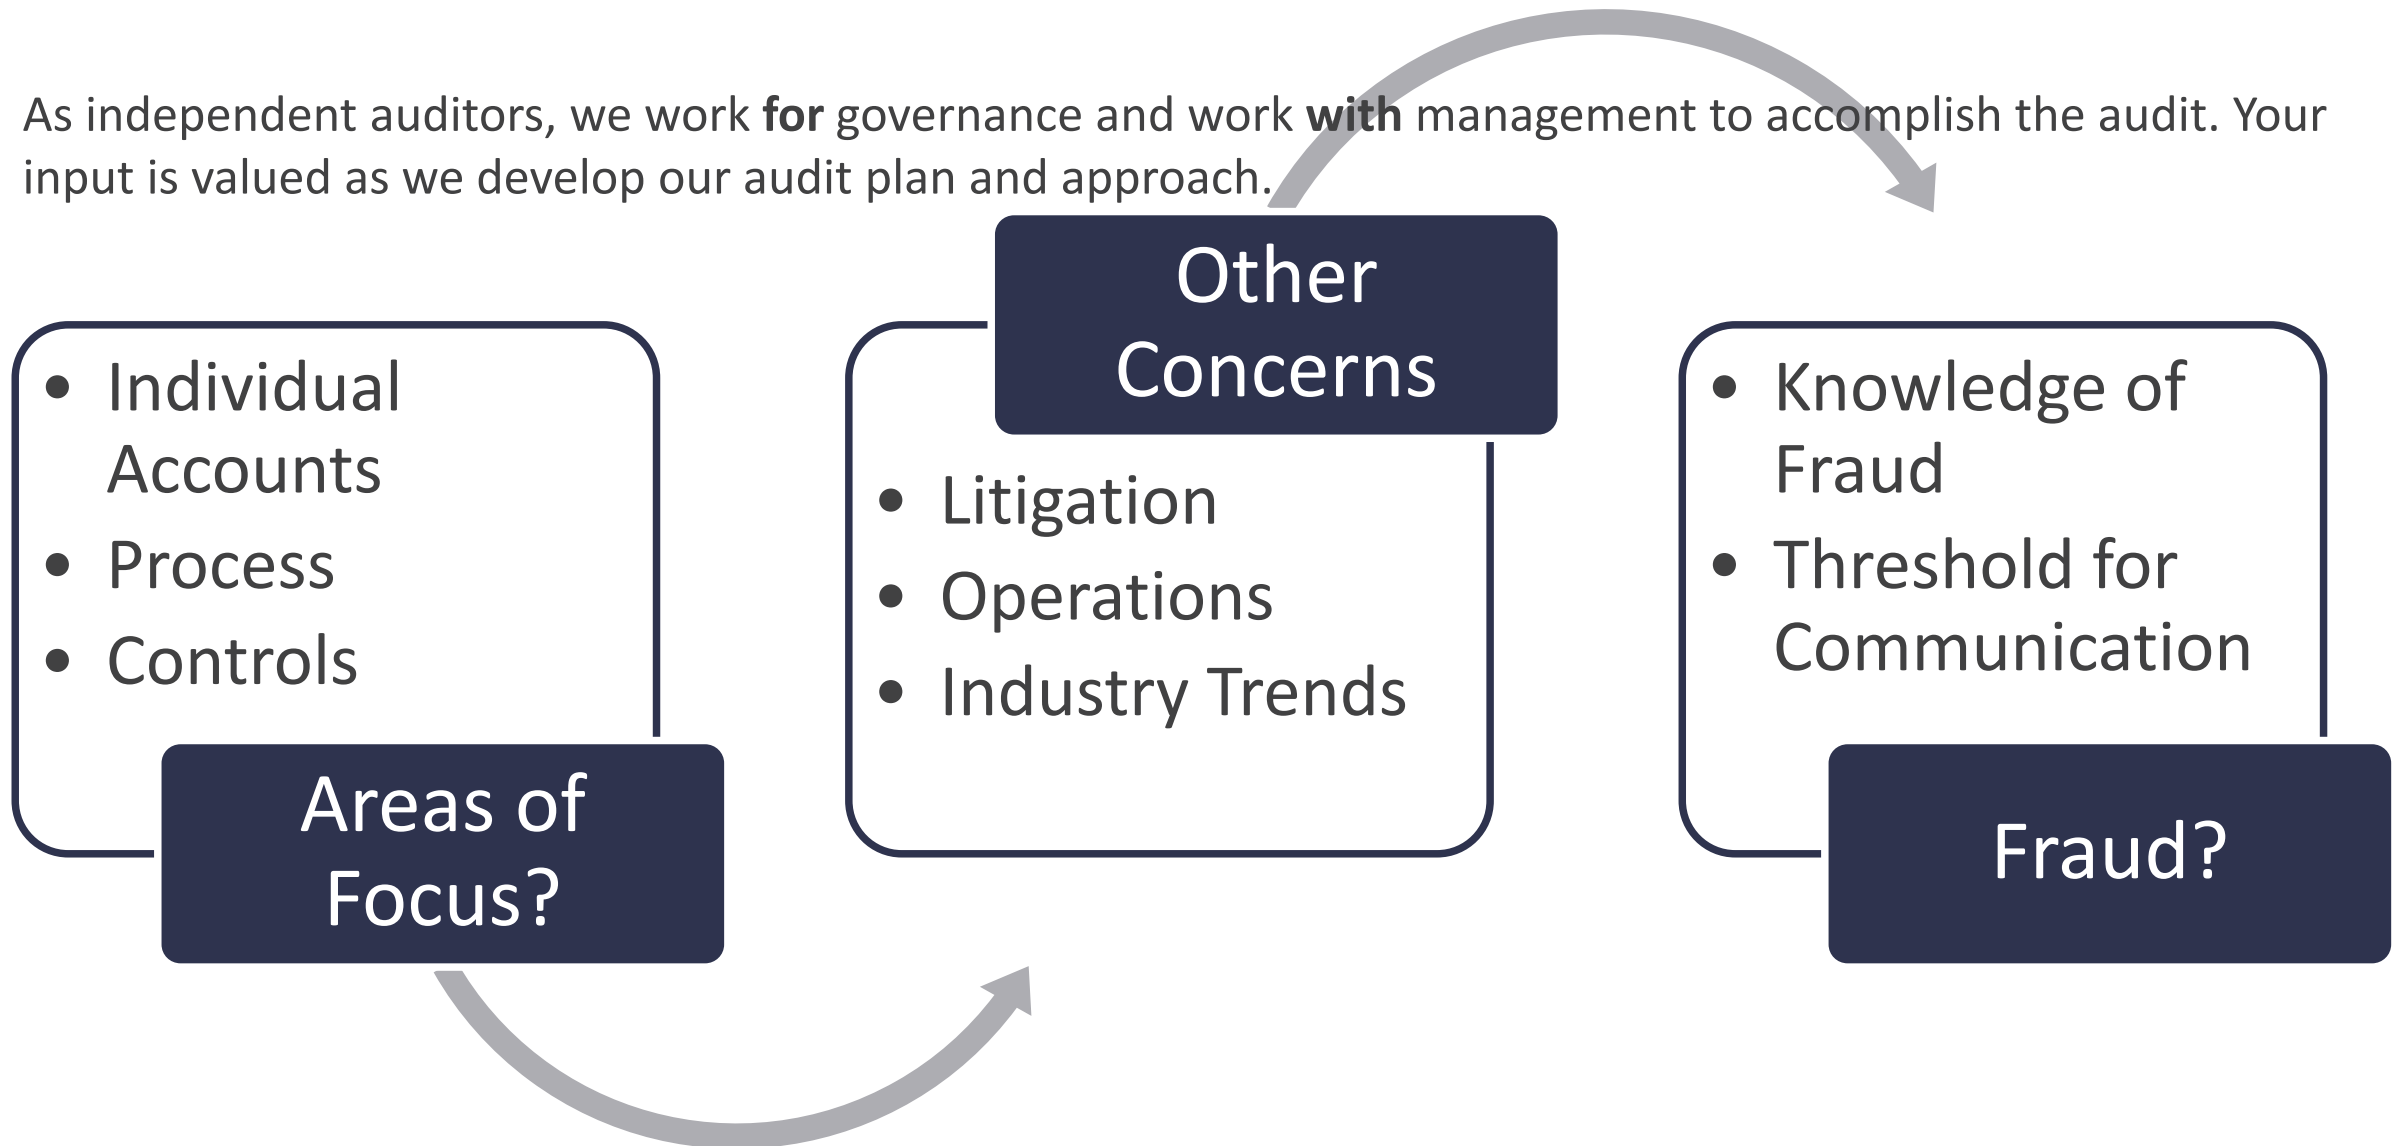 As independent auditors, we work for governance and work with management to accomplish the audit. Your
input is valued as we develop our audit plan and approach.
• Individual
Accounts
• Process
• Controls
Areas of
Focus?
Other
Concerns
• Litigation
• Operations
• Industry Trends
• Knowledge of
Fraud
• Threshold for
Communication
Fraud?